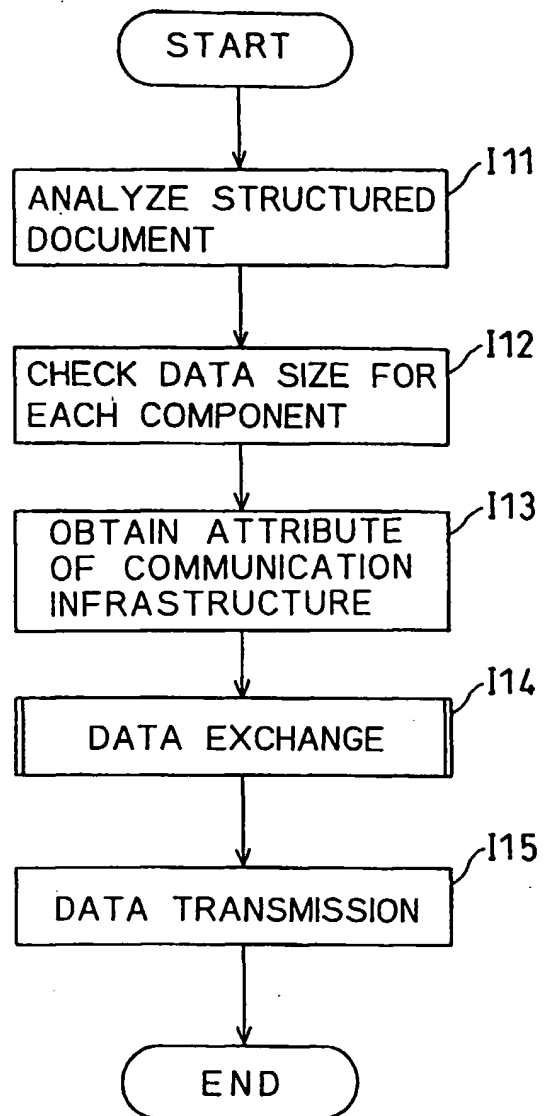 START
I11
ANALYZE STRUCTURED
DOCUMENT
I12
CHECK DATA SIZE FOR
EACH COMPONENT
I13
OBTAIN ATTRIBUTE
OF COMMUNICATION
INFRASTRUCTURE
I14
DATA EXCHANGE
I15
DATA TRANSMISSION
END